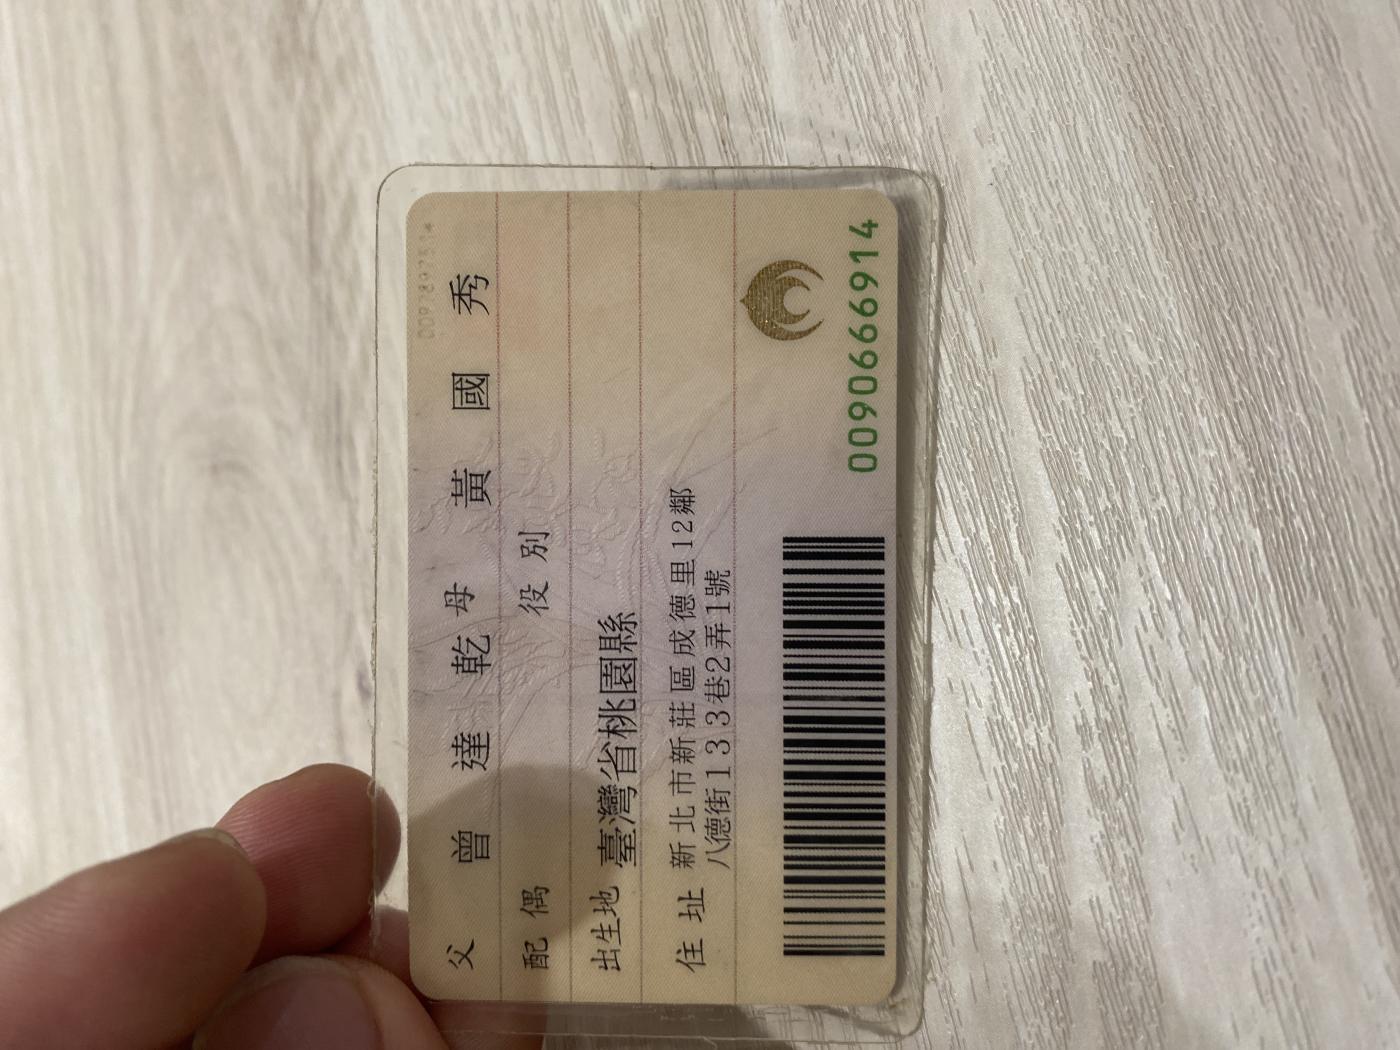 父 曾達乾 母 黃國秀
配偶 役別
出生地 臺灣省桃園縣
住址 新北市新莊區成德里12鄰
八德街133巷2弄1號
0090666914